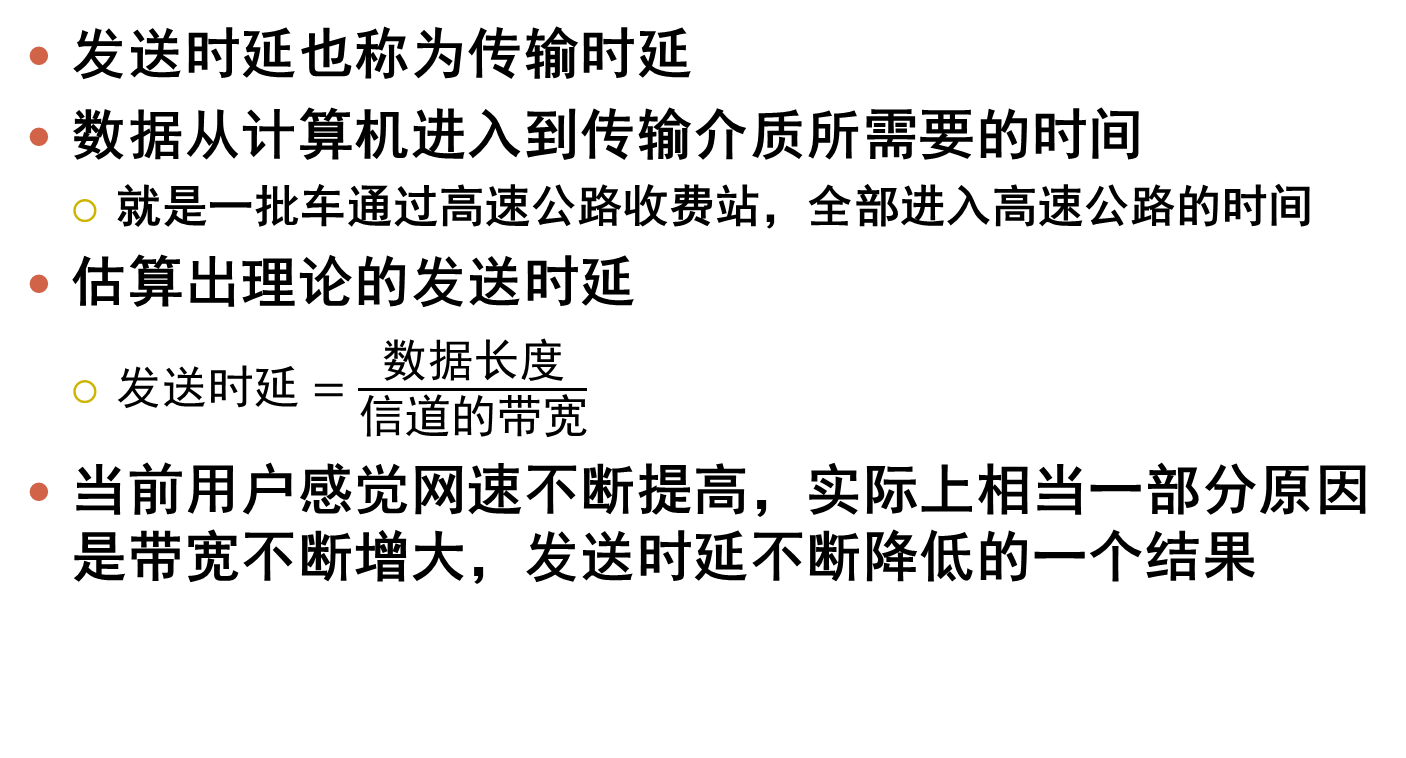 • 发送时延也称为传输时延
• 数据从计算机进入到传输介质所需要的时间
○ 就是一批车通过高速公路收费站，全部进入高速公路的时间
• 估算出理论的发送时延
○ 发送时延 = 数据长度 / 信道的带宽
• 当前用户感觉网速不断提高，实际上相当一部分原因
是带宽不断增大，发送时延不断降低的一个结果